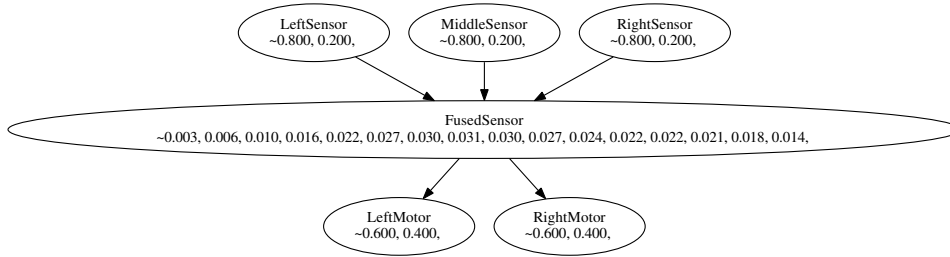 LeftSensor
~0.800, 0.200,
MiddleSensor
~0.800, 0.200,
RightSensor
~0.800, 0.200,
FusedSensor
~0.003, 0.006, 0.010, 0.016, 0.022, 0.027, 0.030, 0.031, 0.030, 0.027, 0.024, 0.022, 0.022, 0.021, 0.018, 0.014,
LeftMotor
~0.600, 0.400,
RightMotor
~0.600, 0.400,